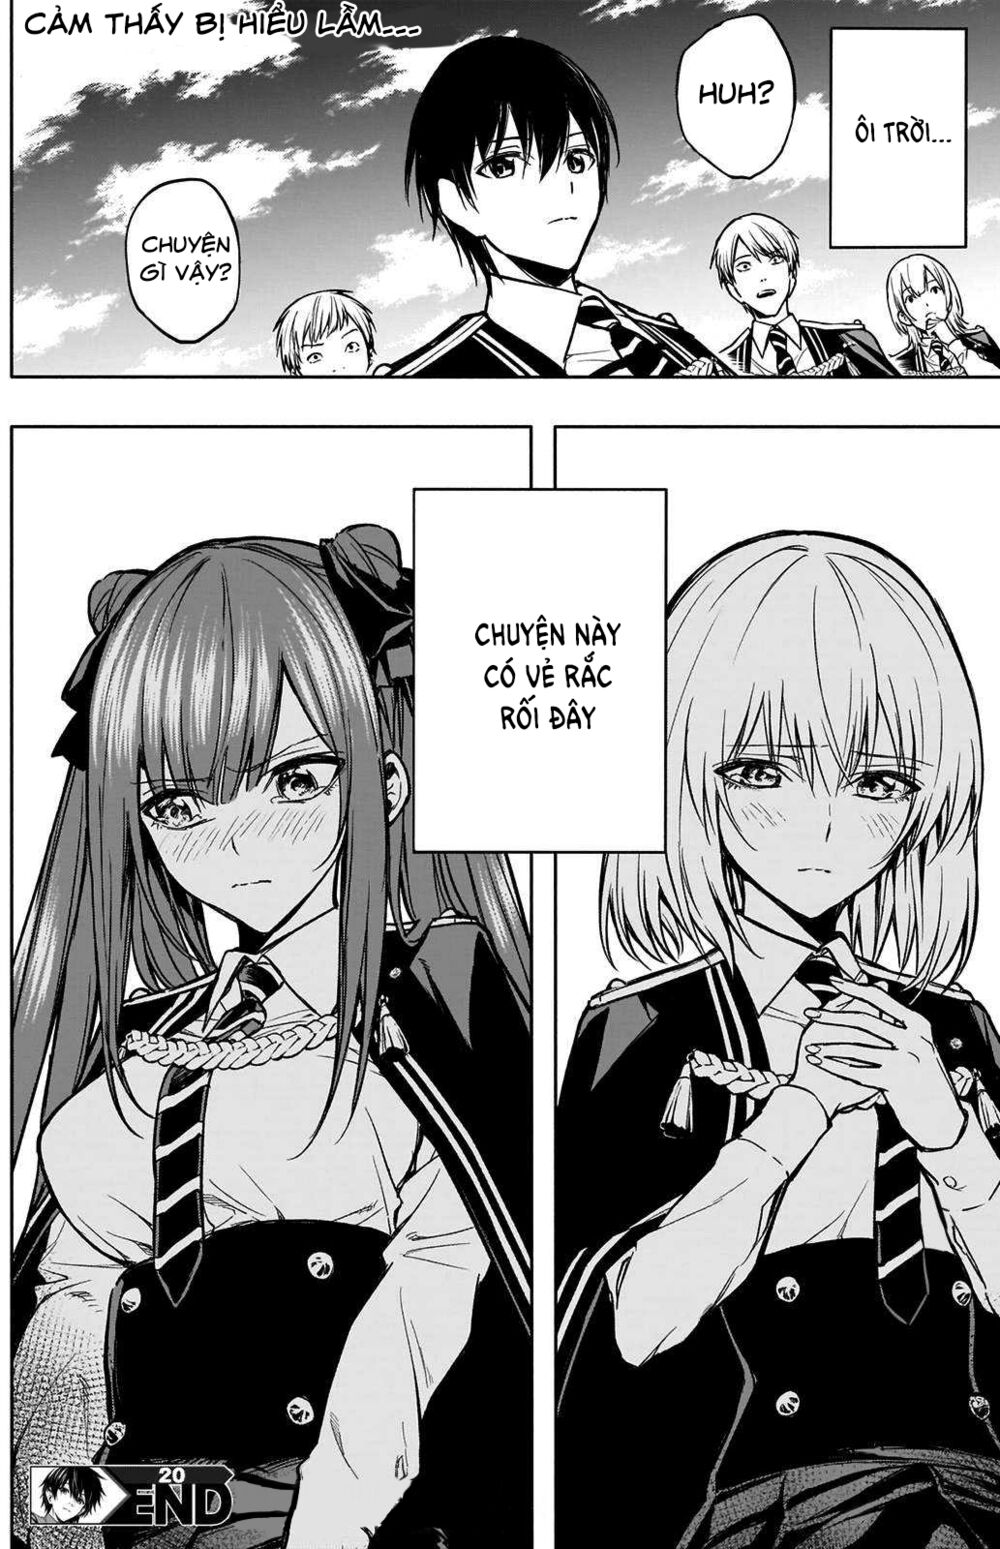 CẢM THẤY BỊ HIỂU LẦM...
ÔI TRỜI...
HUH?
CHUYỆN
GÌ VẬY?
CHUYỆN NÀY
CÓ VẺ RẮC
RỐI ĐÂY
20
END